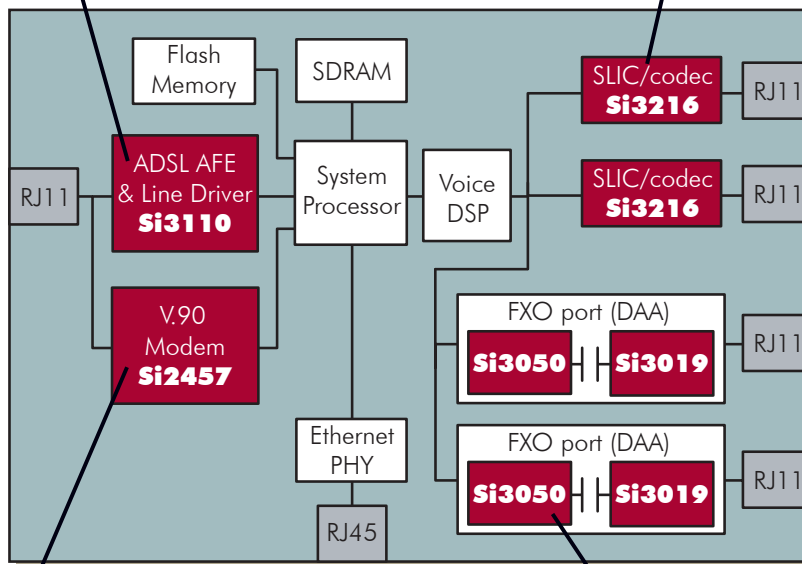 Flash
Memory
SDRAM
SLIC/codec
Si3216
RJ11
ADSL AFE
& Line Driver
Si3110
System
Processor
Voice
DSP
RJ11
SLIC/codec
Si3216
RJ11
V.90
Modem
Si2457
FXO port (DAA)
Si3050
Si3019
RJ11
Ethernet
PHY
RJ45
FXO port (DAA)
Si3050
Si3019
RJ11